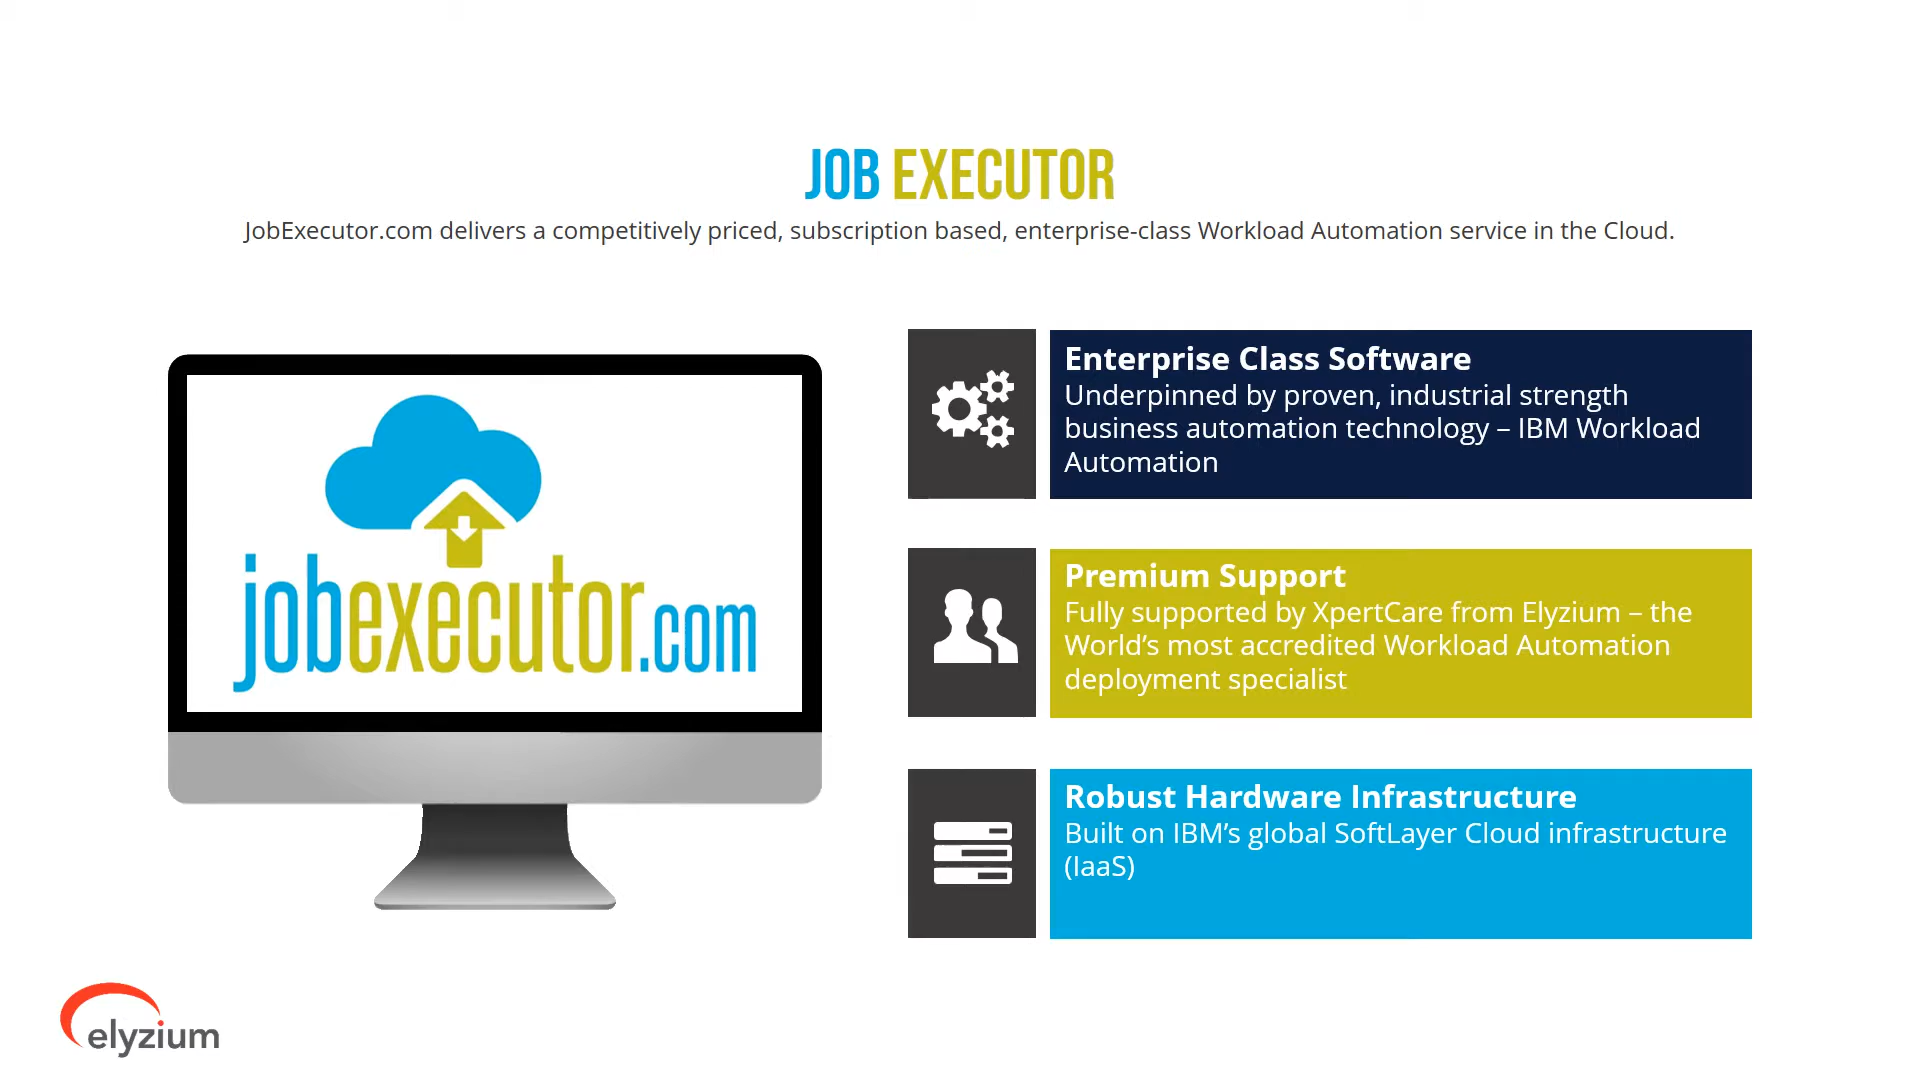 JOB EXECUTOR
JobExecutor.com delivers a competitively priced, subscription based, enterprise-class Workload Automation service in the Cloud.
jobexecutor.com
Enterprise Class Software
Underpinned by proven, industrial strength
business automation technology – IBM Workload
Automation
Premium Support
Fully supported by XpertCare from Elyzium – the
World’s most accredited Workload Automation
deployment specialist
Robust Hardware Infrastructure
Built on IBM’s global SoftLayer Cloud infrastructure
(IaaS)
elyzium